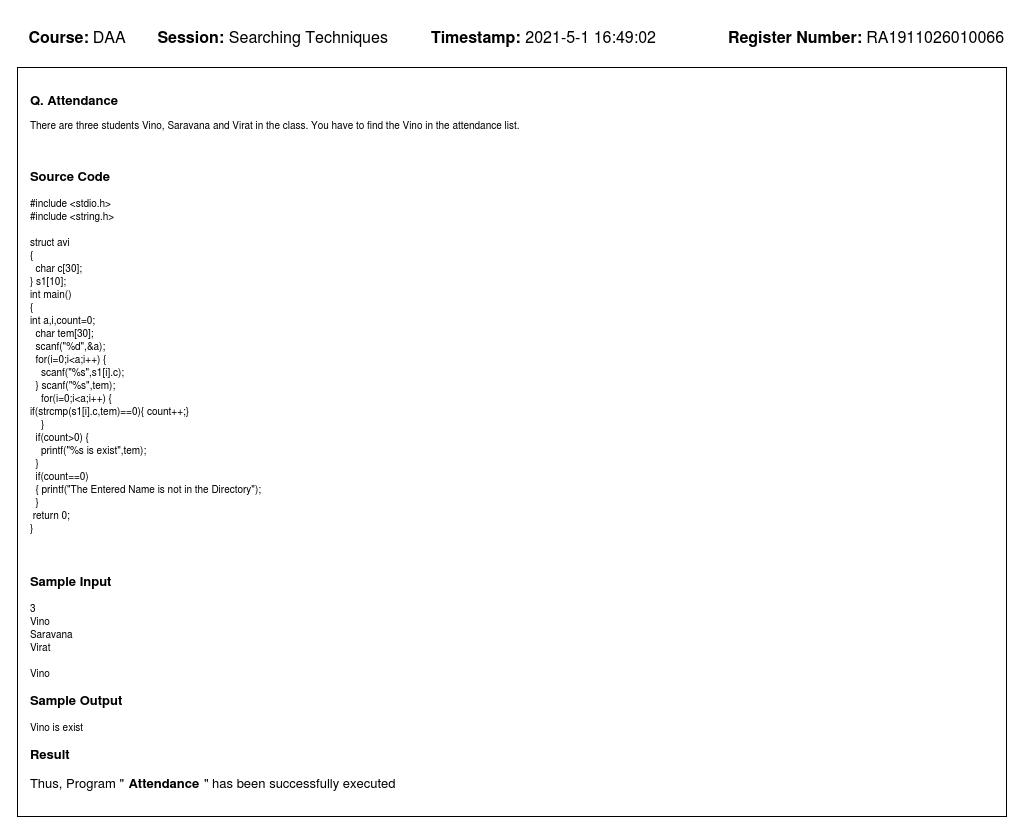 Course: DAA Session: Searching Techniques Timestamp: 2021-5-1 16:49:02 Register Number: RA1911026010066
Q. Attendance
There are three students Vino, Saravana and Virat in the class. You have to find the Vino in the attendance list.
Source Code
#include <stdio.h>
#include <string.h>
struct avi
{
char c[30];
} s1[10];
int main()
{
int a,i,count=0;
char tem[30];
scanf("%d",&a);
for(i=0;i<a;i++) {
scanf("%s",s1[i].c);
} scanf("%s",tem);
for(i=0;i<a;i++) {
if(strcmp(s1[i].c,tem)==0){ count++;}
}
if(count>0) {
printf("%s is exist",tem);
}
if(count==0)
{ printf("The Entered Name is not in the Directory");
}
return 0;
}
Sample Input
3
Vino
Saravana
Virat
Vino
Sample Output
Vino is exist
Result
Thus, Program " Attendance " has been successfully executed